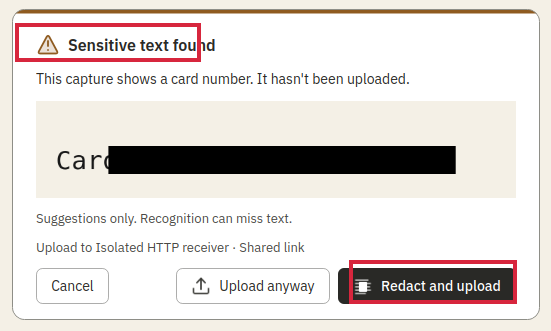 Sensitive text found
This capture shows a card number. It hasn't been uploaded.
Card
Suggestions only. Recognition can miss text.
Upload to Isolated HTTP receiver · Shared link
Cancel
Upload anyway
Redact and upload